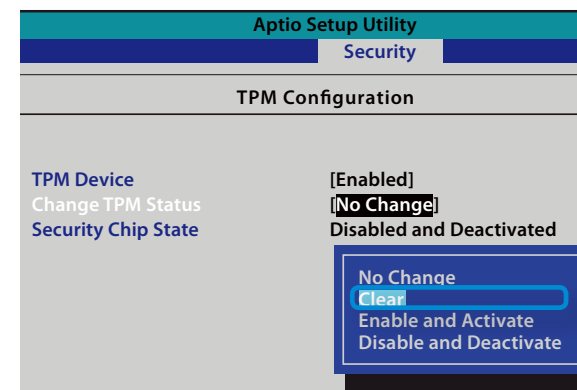 Aptio Setup Utility
Security
TPM Configuration
TPM Device [Enabled]
Change TPM Status [No Change]
Security Chip State Disabled and Deactivated
No Change
Clear
Enable and Activate
Disable and Deactivate